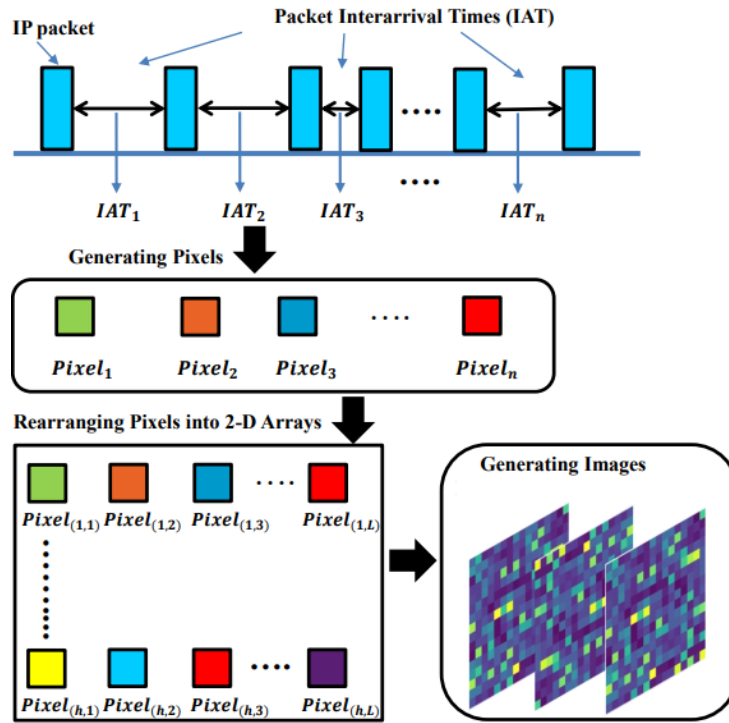 IP packet
Packet Interarrival Times (IAT)
....
....
IAT₁ IAT₂ IAT₃ IATₙ
Generating Pixels
....
Pixel₁ Pixel₂ Pixel₃ Pixelₙ
Rearranging Pixels into 2-D Arrays
....
Pixel₍₁,₁₎ Pixel₍₁,₂₎ Pixel₍₁,₃₎ Pixel₍₁,L₎
....
Pixel₍ₕ,₁₎ Pixel₍ₕ,₂₎ Pixel₍ₕ,₃₎ Pixel₍ₕ,L₎
Generating Images